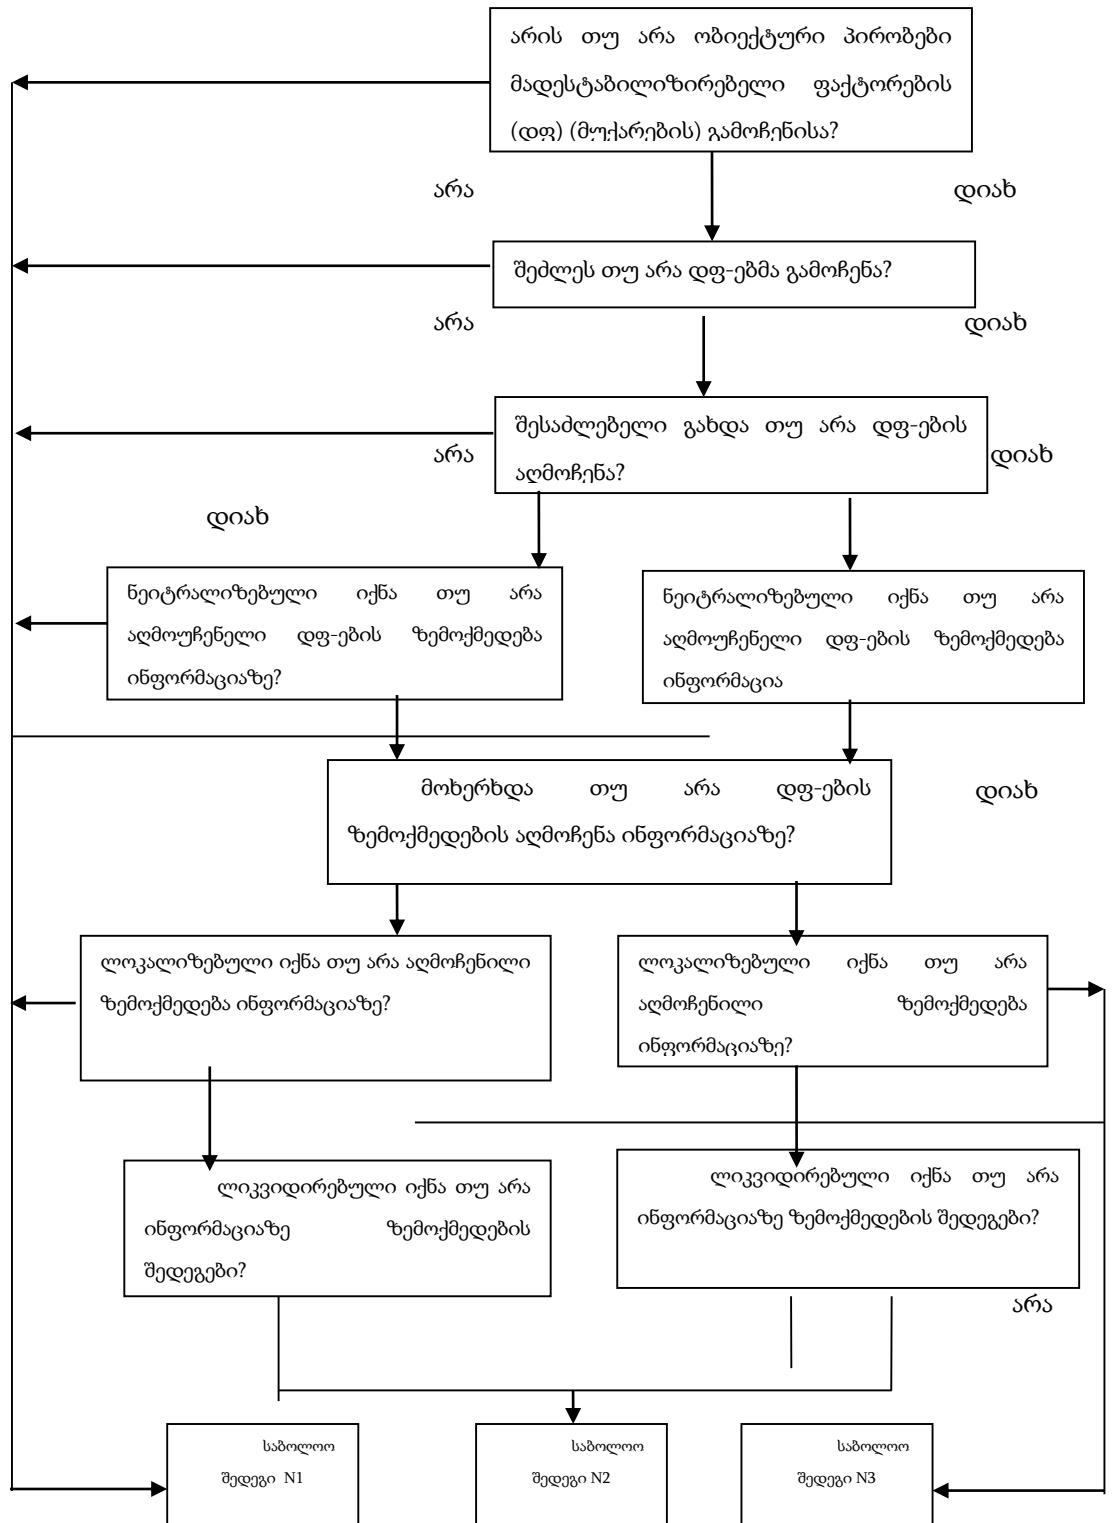 არის თუ არა ობიექტური პირობები
მადესტაბილიზირებელი ფაქტორების
(დფ) (მუქარების) გამოჩენისა?
არა
დიახ
შეძლეს თუ არა დფ-ებმა გამოჩენა?
არა
დიახ
შესაძლებელი გახდა თუ არა დფ-ების
აღმოჩენა?
არა
დიახ
დიახ
ნეიტრალიზებული იქნა თუ არა
აღმოუჩენელი დფ-ების ზემოქმედება
ინფორმაციაზე?
ნეიტრალიზებული იქნა თუ არა
აღმოუჩენელი დფ-ების ზემოქმედება
ინფორმაცია
მოხერხდა თუ არა დფ-ების
ზემოქმედების აღმოჩენა ინფორმაციაზე?
დიახ
ლოკალიზებული იქნა თუ არა აღმოჩენილი
ზემოქმედება ინფორმაციაზე?
ლოკალიზებული იქნა თუ არა
აღმოჩენილი ზემოქმედება
ინფორმაციაზე?
ლიკვიდირებული იქნა თუ არა
ინფორმაციაზე ზემოქმედების
შედეგები?
ლიკვიდირებული იქნა თუ არა
ინფორმაციაზე ზემოქმედების შედეგები?
არა
საბოლოო
შედეგი N1
საბოლოო
შედეგი N2
საბოლოო
შედეგი N3